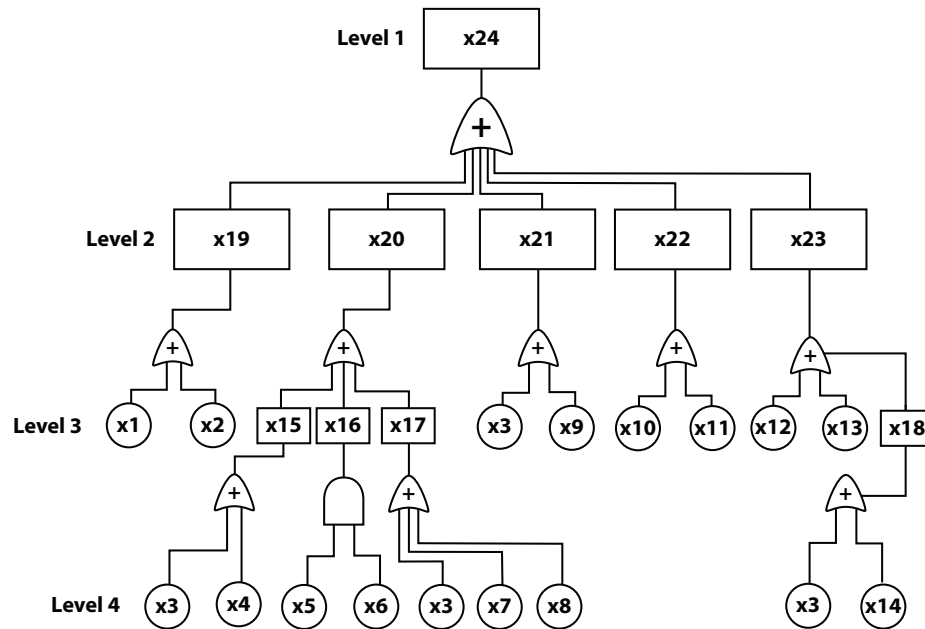 Level 1 x24
+
Level 2 x19 x20 x21 x22 x23
+ + + + +
Level 3 x1 x2 x15 x16 x17 x3 x9 x10 x11 x12 x13 x18
+ + +
Level 4 x3 x4 x5 x6 x3 x7 x8 x3 x14